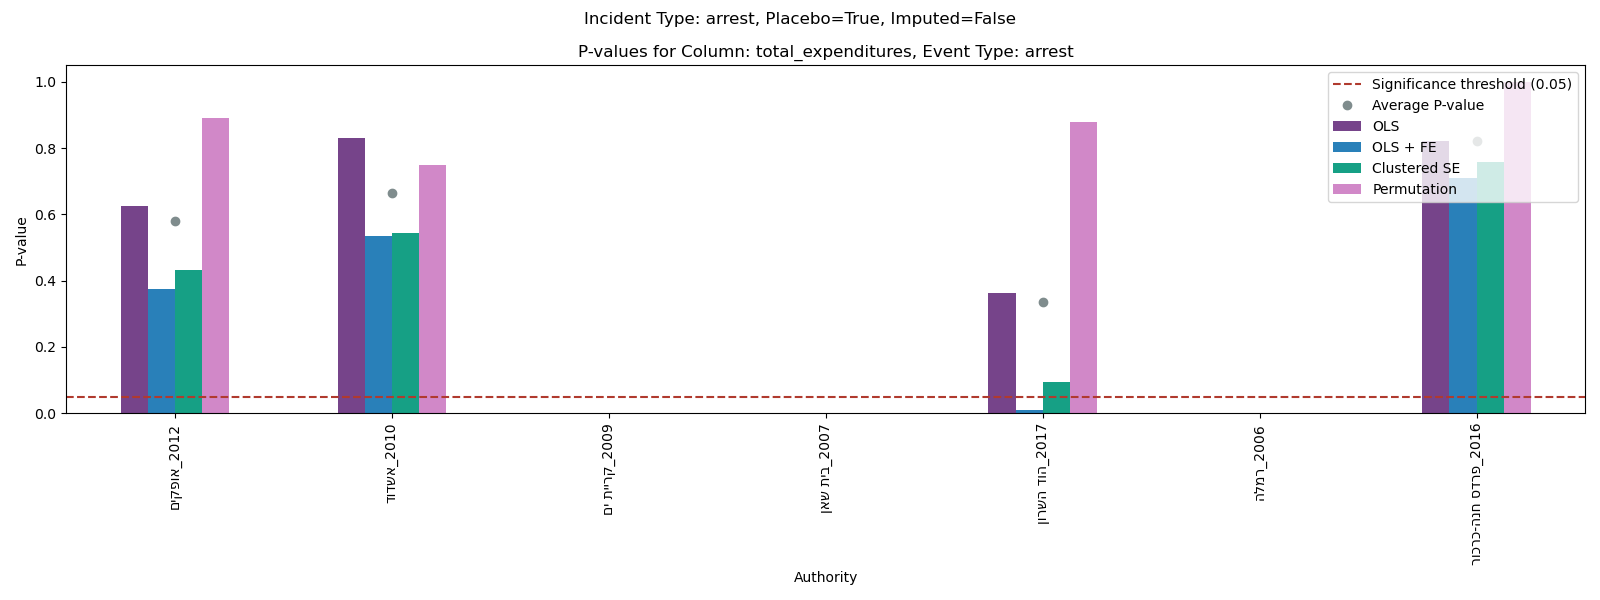 Incident Type: arrest, Placebo=True, Imputed=False
P-values for Column: total_expenditures, Event Type: arrest
P-value
1.0
0.8
0.6
0.4
0.2
0.0
Significance threshold (0.05)
Average P-value
OLS
OLS + FE
Clustered SE
Permutation
אופקים_2012
אשדוד_2010
קריית ים_2009
בית שאן_2007
הוד השרון_2017
רמלה_2006
פרדס חנה-כרכור_2016
Authority